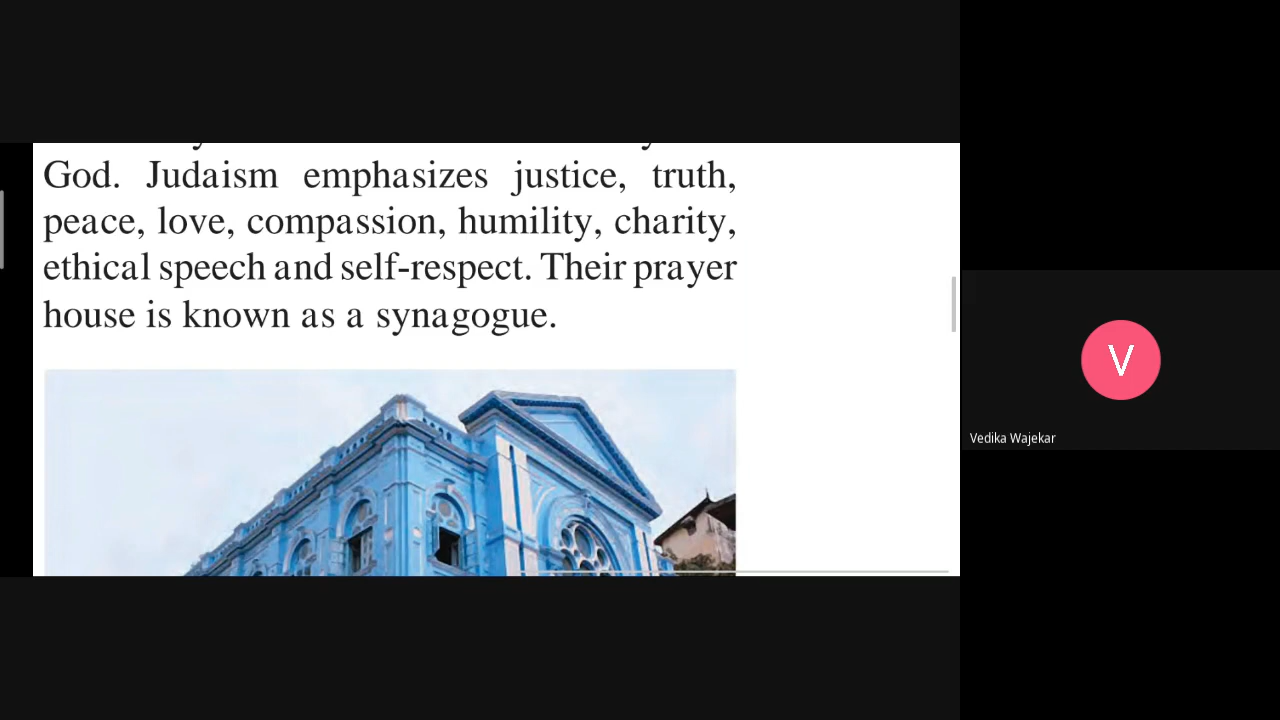 God. Judaism emphasizes justice, truth,
peace, love, compassion, humility, charity,
ethical speech and self-respect. Their prayer
house is known as a synagogue.
V
Vedika Wajekar